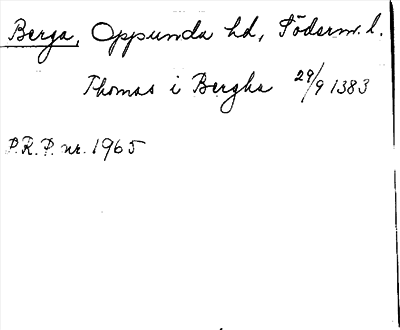 Berga, Oppunda hd, Söderm. l.
Thomas i Bergha 29/9 1383
P.R.P. nr. 1965